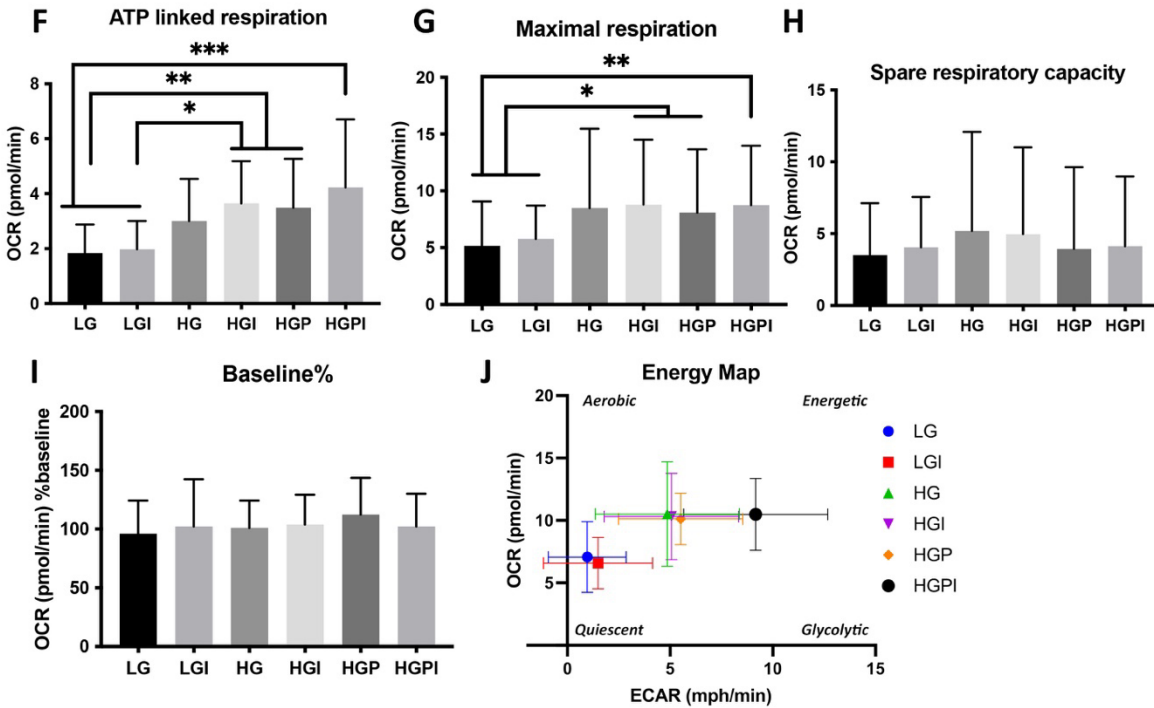 F
ATP linked respiration
***
**
*
8
6
4
2
0
OCR (pmol/min)
LG LGI HG HGI HGP HGPI
G
Maximal respiration
**
*
20
15
10
5
0
OCR (pmol/min)
LG LGI HG HGI HGP HGPI
H
Spare respiratory capacity
15
10
5
0
OCR (pmol/min)
LG LGI HG HGI HGP HGPI
I
Baseline%
200
150
100
50
0
OCR (pmol/min) %baseline
LG LGI HG HGI HGP HGPI
J
Energy Map
20
15
10
5
OCR (pmol/min)
Aerobic
Energetic
Quiescent
Glycolytic
0 5 10 15
ECAR (mph/min)
LG
LGI
HG
HGI
HGP
HGPI